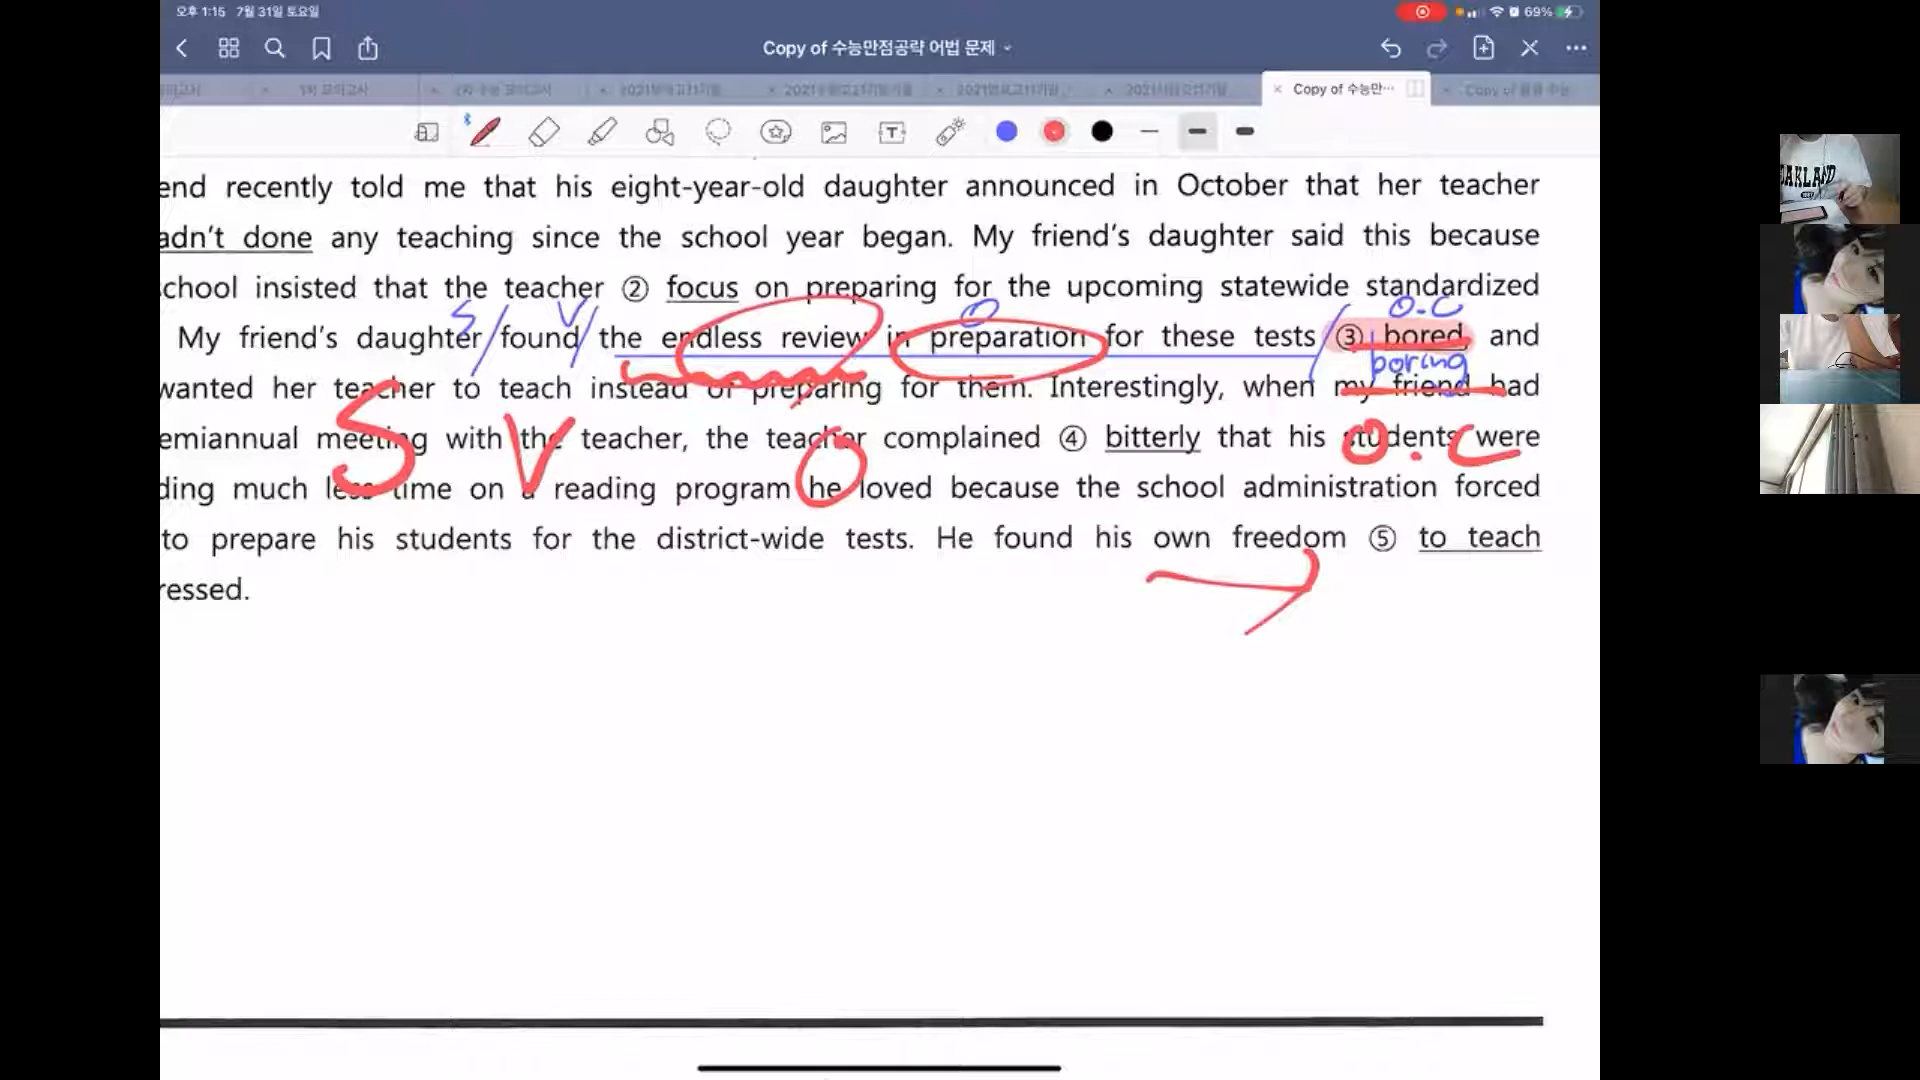 오후 1:15 7월 31일 토요일
69%
Copy of 수능만점공략 어법 문제
Copy of 수능만…
end recently told me that his eight-year-old daughter announced in October that her teacher
adn't done any teaching since the school year began. My friend's daughter said this because
school insisted that the teacher ② focus on preparing for the upcoming statewide standardized
S V O O.C
My friend's daughter found the endless review in preparation for these tests ③ bored and
boring
wanted her teacher to teach instead of preparing for them. Interestingly, when my friend had
emiannual meeting with the teacher, the teacher complained ④ bitterly that his students were
S V O O.C
ding much less time on a reading program he loved because the school administration forced
to prepare his students for the district-wide tests. He found his own freedom ⑤ to teach
ressed.
OAKLAND